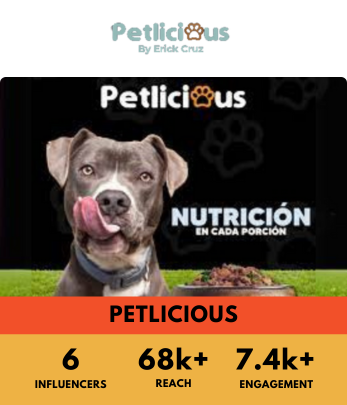 Petlicious
By Erick Cruz
Petlicious
NUTRICIÓN
EN CADA PORCIÓN
PETLICIOUS
6 68k+ 7.4k+
INFLUENCERS REACH ENGAGEMENT